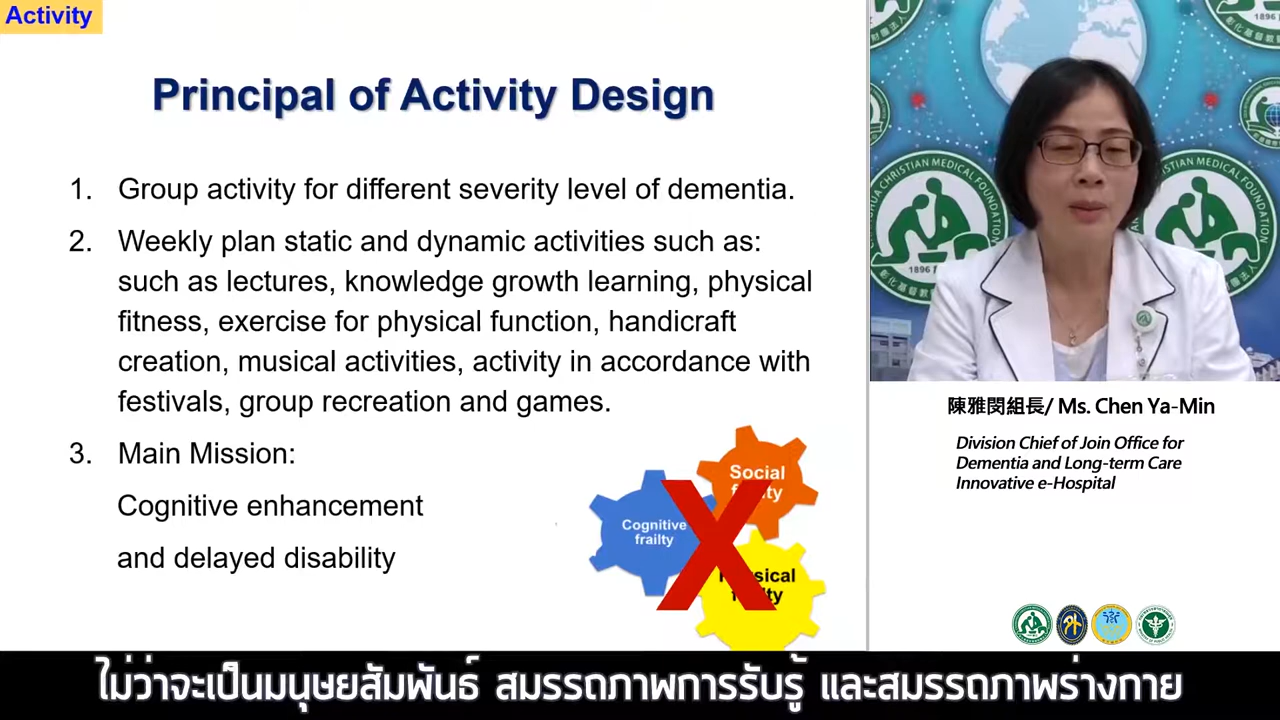 Activity
Principal of Activity Design
1. Group activity for different severity level of dementia.
2. Weekly plan static and dynamic activities such as:
such as lectures, knowledge growth learning, physical
fitness, exercise for physical function, handicraft
creation, musical activities, activity in accordance with
festivals, group recreation and games.
3. Main Mission:
Cognitive enhancement
and delayed disability
Social
Cognitive
frailty
CHRISTIAN MEDICAL FOUNDATION
1896
陳雅閔組長/ Ms. Chen Ya-Min
Division Chief of Join Office for
Dementia and Long-term Care
Innovative e-Hospital
ไม่ว่าจะเป็นมนุษยสัมพันธ์ สมรรถภาพการรับรู้ และสมรรถภาพร่างกาย